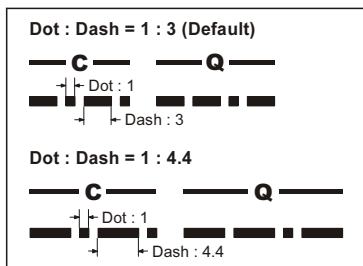 Dot : Dash = 1 : 3 (Default)
C Q
Dot : 1
Dash : 3
Dot : Dash = 1 : 4.4
C Q
Dot : 1
Dash : 4.4